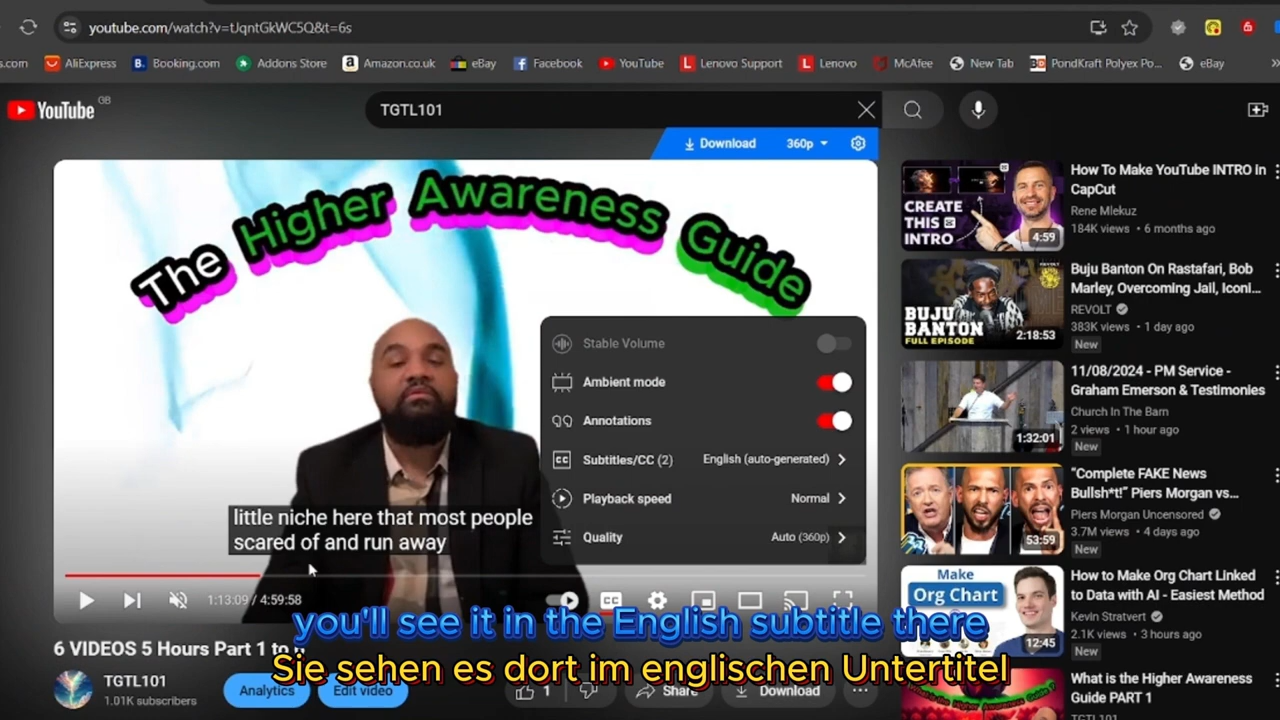 youtube.com/watch?v=tJqntGkWC5Q&t=6s
s.com
AliExpress
B.
Booking.com
Addons Store
a
Amazon.co.uk
eBay
Facebook
YouTube
L
Lenovo Support
L
Lenovo
McAfee
New Tab
PondKraft Polyex Po...
eBay
»
YouTube
GB
TGTL101
Download
360p
The Higher Awareness Guide
Stable Volume
Ambient mode
Annotations
Subtitles/CC (2)
English (auto-generated)
Playback speed
Normal
Quality
Auto (360p)
little niche here that most people
scared of and run away
1:13:09 / 4:59:58
CC
you'll see it in the English subtitle there
Sie sehen es dort im englischen Untertitel
6 VIDEOS 5 Hours Part 1 to
TGTL101
1.01K subscribers
Analytics
Edit video
1
Share
Download
...
CREATE
THIS
INTRO
4:59
How To Make YouTube INTRO In
CapCut
Rene Mlekuz
184K views • 6 months ago
BUJU
BANTON
FULL EPISODE
2:18:53
Buju Banton On Rastafari, Bob
Marley, Overcoming Jail, Iconi...
REVOLT
383K views • 1 day ago
New
1:32:01
11/08/2024 - PM Service -
Graham Emerson & Testimonies
Church In The Barn
2 views • 1 hour ago
New
53:59
“Complete FAKE News
Bullsh*t!” Piers Morgan vs...
Piers Morgan Uncensored
3.7M views • 4 days ago
New
Make
Org Chart
12:45
How to Make Org Chart Linked
to Data with AI - Easiest Method
Kevin Stratvert
2.1K views • 3 hours ago
New
What is the Higher Awareness
Guide PART 1
TGTL101